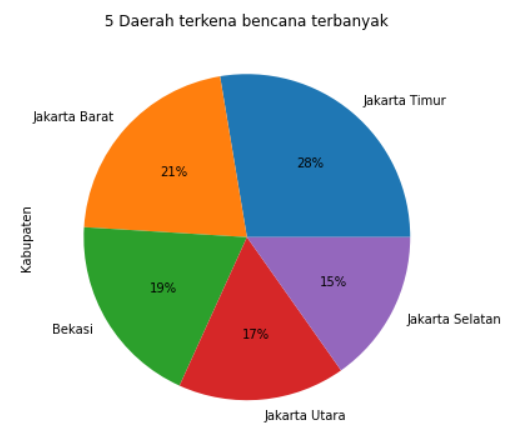 5 Daerah terkena bencana terbanyak
Jakarta Timur
Jakarta Barat
28%
21%
Kabupaten
15%
19%
Jakarta Selatan
Bekasi
17%
Jakarta Utara